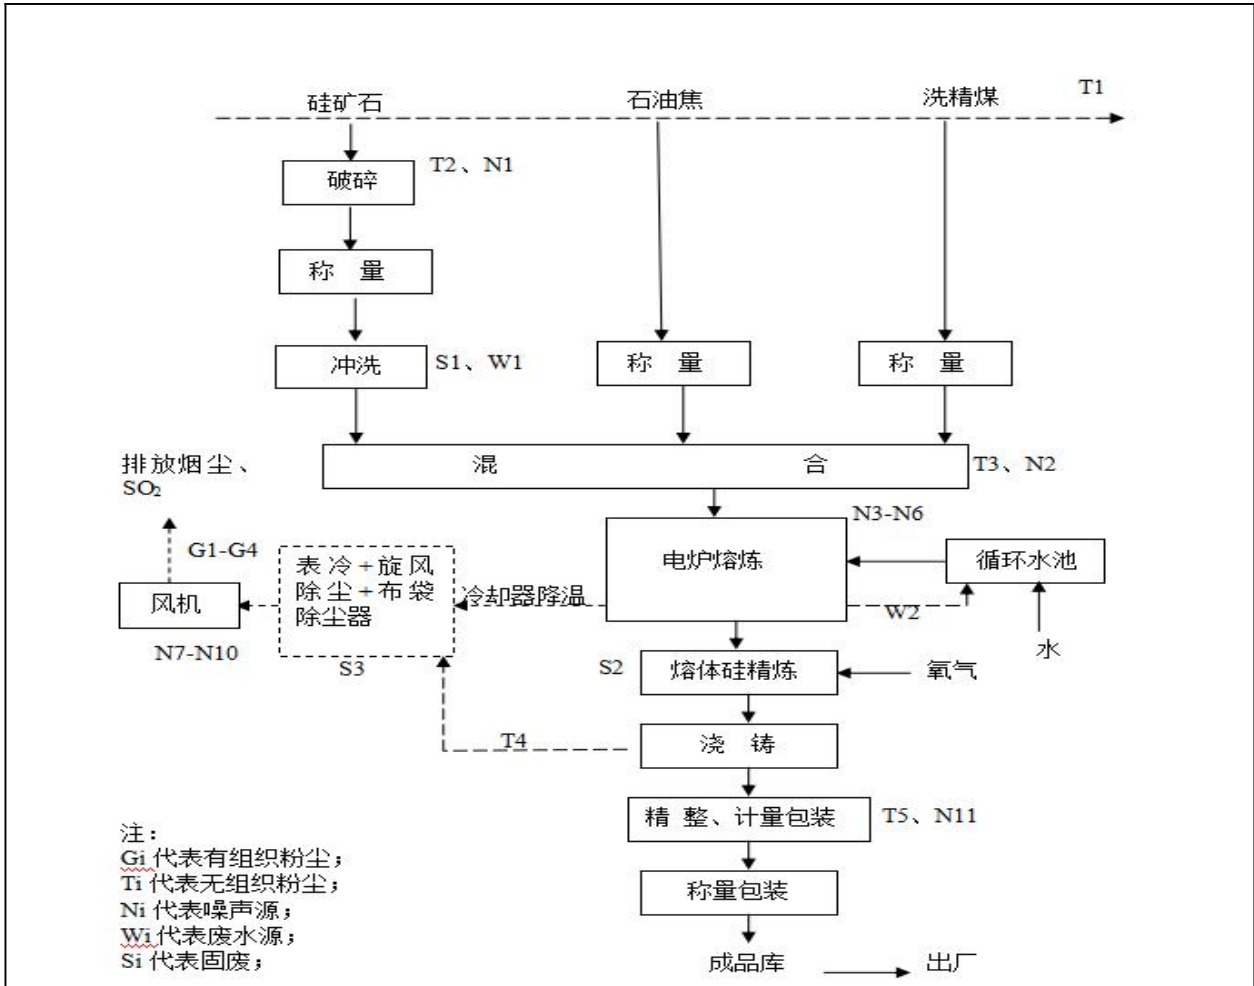 T1
硅矿石
石油焦
洗精煤
破碎
T2、N1
称 量
冲洗
S1、W1
称 量
称 量
混 合
T3、N2
排放烟尘、
SO₂
G1-G4
风机
N7-N10
表冷+旋风
除尘+布袋
除尘器
S3
冷却器降温
电炉熔炼
N3-N6
循环水池
W2
水
S2
熔体硅精炼
氧气
T4
浇 铸
精 整、计量包装
T5、N11
称量包装
成品库
出厂
注：
Gi 代表有组织粉尘；
Ti 代表无组织粉尘；
Ni 代表噪声源；
Wi 代表废水源；
Si 代表固废；